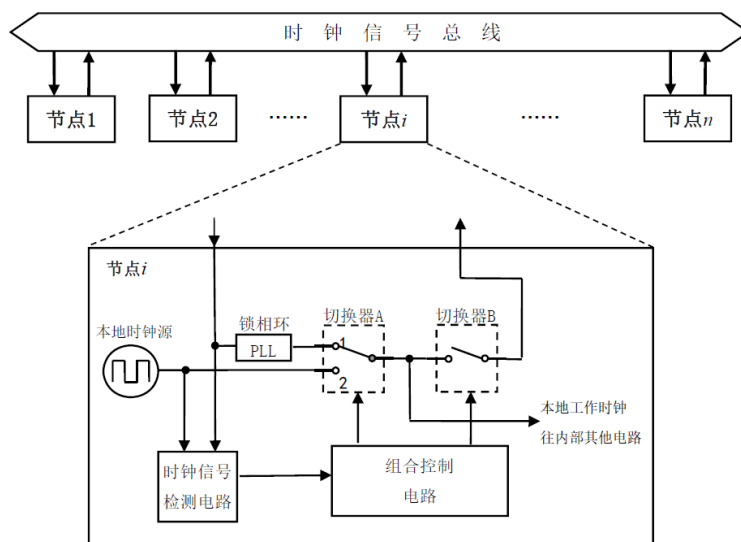 时钟信号总线
节点1
节点2
……
节点i
……
节点n
节点i
本地时钟源
锁相环
PLL
切换器A
1
2
切换器B
本地工作时钟
往内部其他电路
时钟信号
检测电路
组合控制
电路